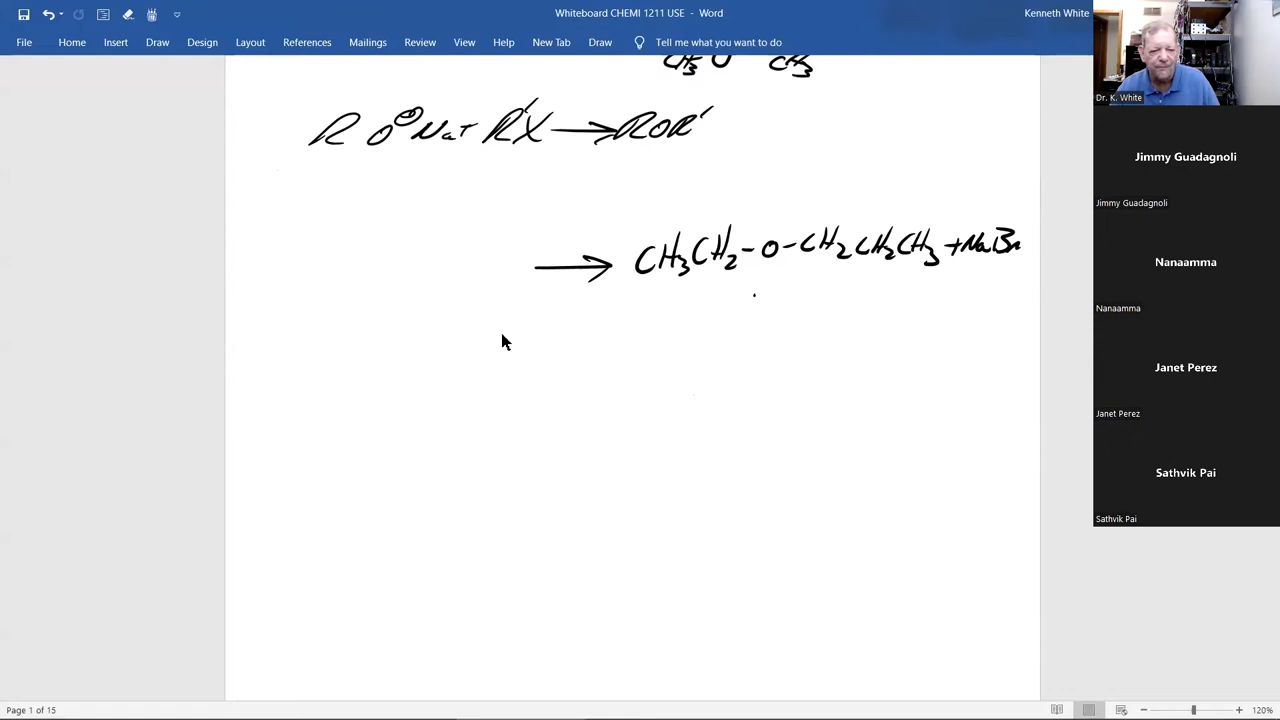 Whiteboard CHEMI 1211 USE - Word
Kenneth White
File Home Insert Draw Design Layout References Mailings Review View Help New Tab Draw Tell me what you want to do
CH3 O CH3
R O⊖Na+ R'X → ROR'
→ CH3CH2-O-CH2CH2CH3+NaBr
Dr. K. White
Jimmy Guadagnoli
Jimmy Guadagnoli
Nanaamma
Nanaamma
Janet Perez
Janet Perez
Sathvik Pai
Sathvik Pai
Page 1 of 15
120%